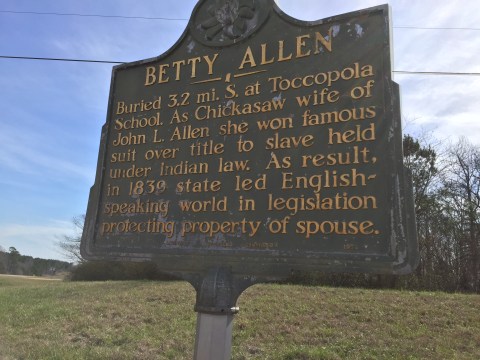 BETTY ALLEN
Buried 3.2 mi. S. at Toccopola
School. As Chickasaw wife of
John L. Allen she won famous
suit over title to slave held
under Indian law. As result,
in 1839 state led English-
speaking world in legislation
protecting property of spouse.